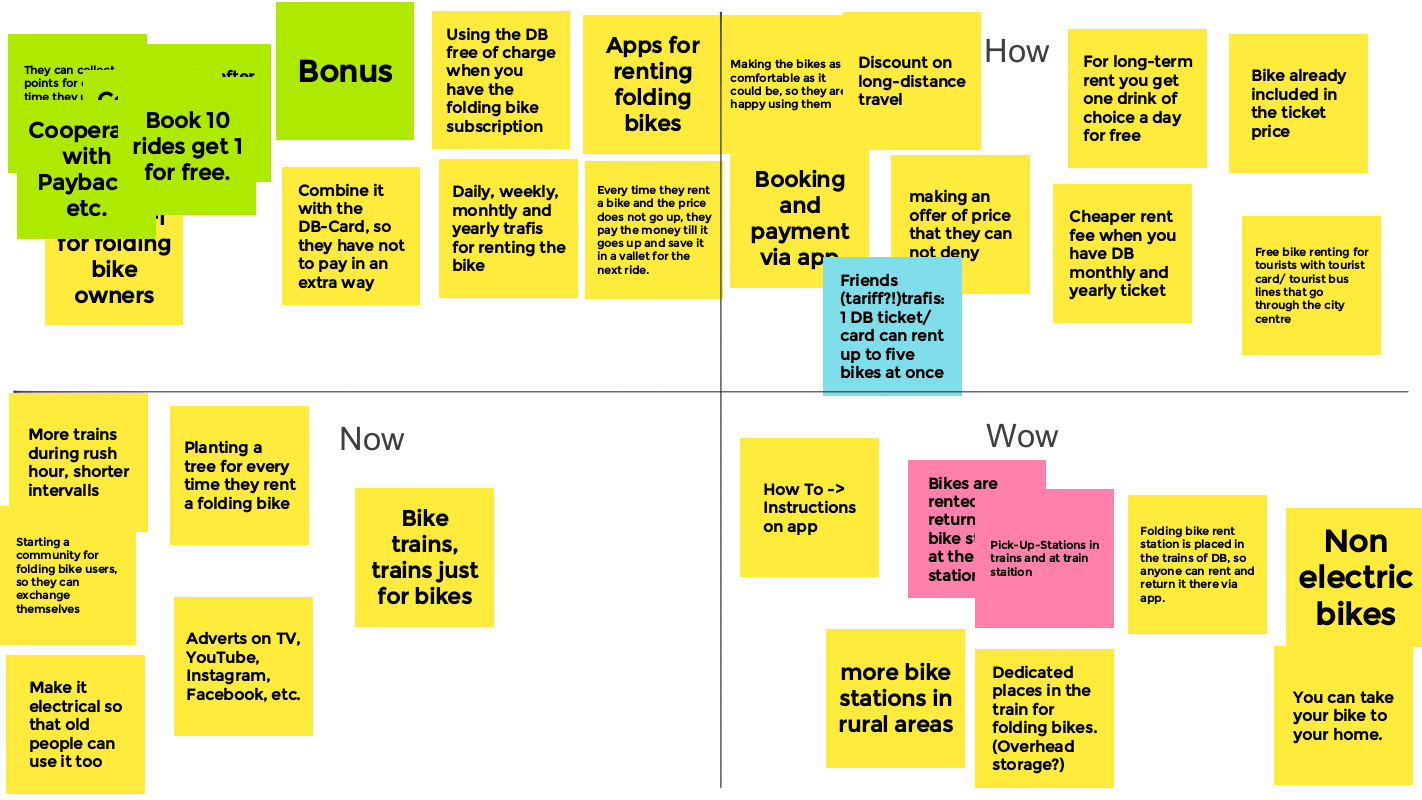 They can collect
points for
time they
after
Coopera
with
Paybac
etc.
Book 10
rides get 1
for free.
for folding
bike
owners
Bonus
Using the DB
free of charge
when you
have the
folding bike
subscription
Apps for
renting
folding
bikes
Making the bikes as
comfortable as it
could be, so they are
happy using them
Discount on
long-distance
travel
How
For long-term
rent you get
one drink of
choice a day
for free
Bike already
included in
the ticket
price
Combine it
with the
DB-Card, so
they have not
to pay in an
extra way
Daily, weekly,
monhtly and
yearly trafis
for renting the
bike
Every time they rent
a bike and the price
does not go up, they
pay the money till it
goes up and save it
in a vallet for the
next ride.
Booking
and
payment
via app
making an
offer of price
that they can
not deny
Friends
(tariff?!)trafis:
1 DB ticket/
card can rent
up to five
bikes at once
Cheaper rent
fee when you
have DB
monthly and
yearly ticket
Free bike renting for
tourists with tourist
card/ tourist bus
lines that go
through the city
centre
More trains
during rush
hour, shorter
intervalls
Planting a
tree for every
time they rent
a folding bike
Now
Starting a
community for
folding bike users,
so they can
exchange
themselves
Bike
trains,
trains just
for bikes
Adverts on TV,
YouTube,
Instagram,
Facebook, etc.
Make it
electrical so
that old
people can
use it too
Wow
How To ->
Instructions
on app
Bikes are
rented
return
bike st
at the
station
Pick-Up-Stations in
trains and at train
staition
Folding bike rent
station is placed in
the trains of DB, so
anyone can rent and
return it there via
app.
Non
electric
bikes
more bike
stations in
rural areas
Dedicated
places in the
train for
folding bikes.
(Overhead
storage?)
You can take
your bike to
your home.